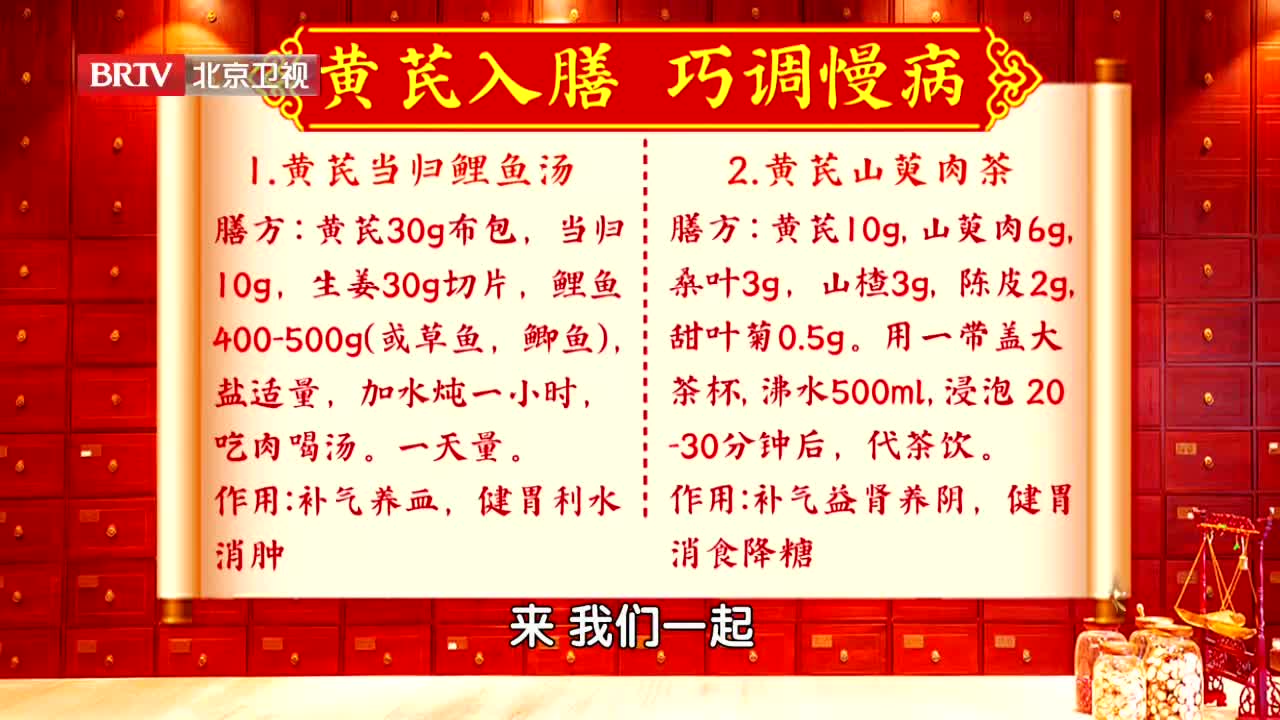 BRTV 北京卫视
黄芪入膳 巧调慢病
1.黄芪当归鲤鱼汤
膳方：黄芪30g布包，当归
10g，生姜30g切片，鲤鱼
400-500g(或草鱼，鲫鱼)，
盐适量，加水炖一小时，
吃肉喝汤。一天量。
作用:补气养血，健胃利水
消肿
2.黄芪山萸肉茶
膳方：黄芪10g, 山萸肉6g,
桑叶3g，山楂3g, 陈皮2g,
甜叶菊0.5g。用一带盖大
茶杯, 沸水500ml, 浸泡 20
-30分钟后，代茶饮。
作用:补气益肾养阴，健胃
消食降糖
来 我们一起